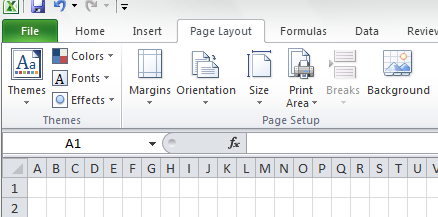 File Home Insert Page Layout Formulas Data Review
Aa
Themes
Colors
A Fonts
Effects
Themes
Margins Orientation Size Print Area Breaks Background
Page Setup
A1 fx
A B C D E F G H I J K L M N O P Q R S T U V
1
2